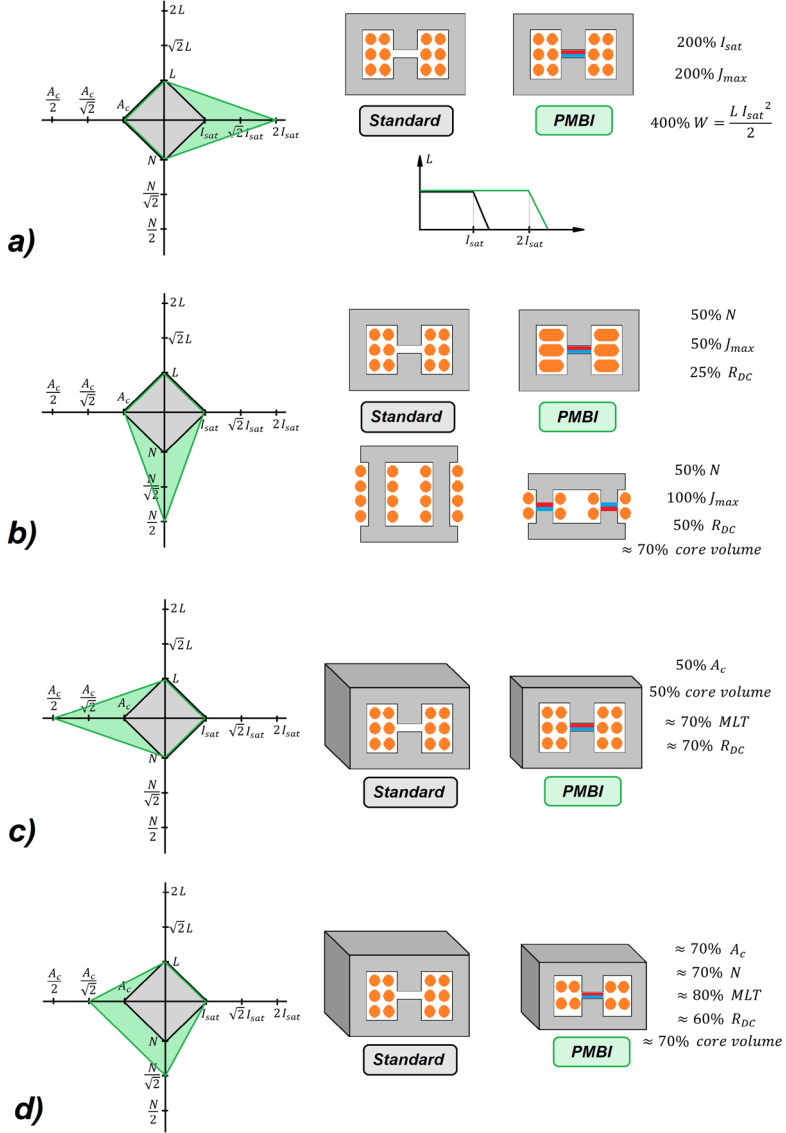 2L
√2L
L
A_c/2
A_c/√2
A_c
I_sat
√2 I_sat
2 I_sat
N
N/√2
N/2
a)
Standard
PMBI
200% I_sat
200% J_max
400% W = L I_sat²/2
L
I_sat
2 I_sat
2L
√2L
L
A_c/2
A_c/√2
A_c
I_sat
√2 I_sat
2 I_sat
N
N/√2
N/2
b)
Standard
PMBI
50% N
50% J_max
25% R_DC
50% N
100% J_max
50% R_DC
≈ 70% core volume
2L
√2L
L
A_c/2
A_c/√2
A_c
I_sat
√2 I_sat
2 I_sat
N
N/√2
N/2
c)
Standard
PMBI
50% A_c
50% core volume
≈ 70% MLT
≈ 70% R_DC
2L
√2L
L
A_c/2
A_c/√2
A_c
I_sat
√2 I_sat
2 I_sat
N
N/√2
N/2
d)
Standard
PMBI
≈ 70% A_c
≈ 70% N
≈ 80% MLT
≈ 60% R_DC
≈ 70% core volume